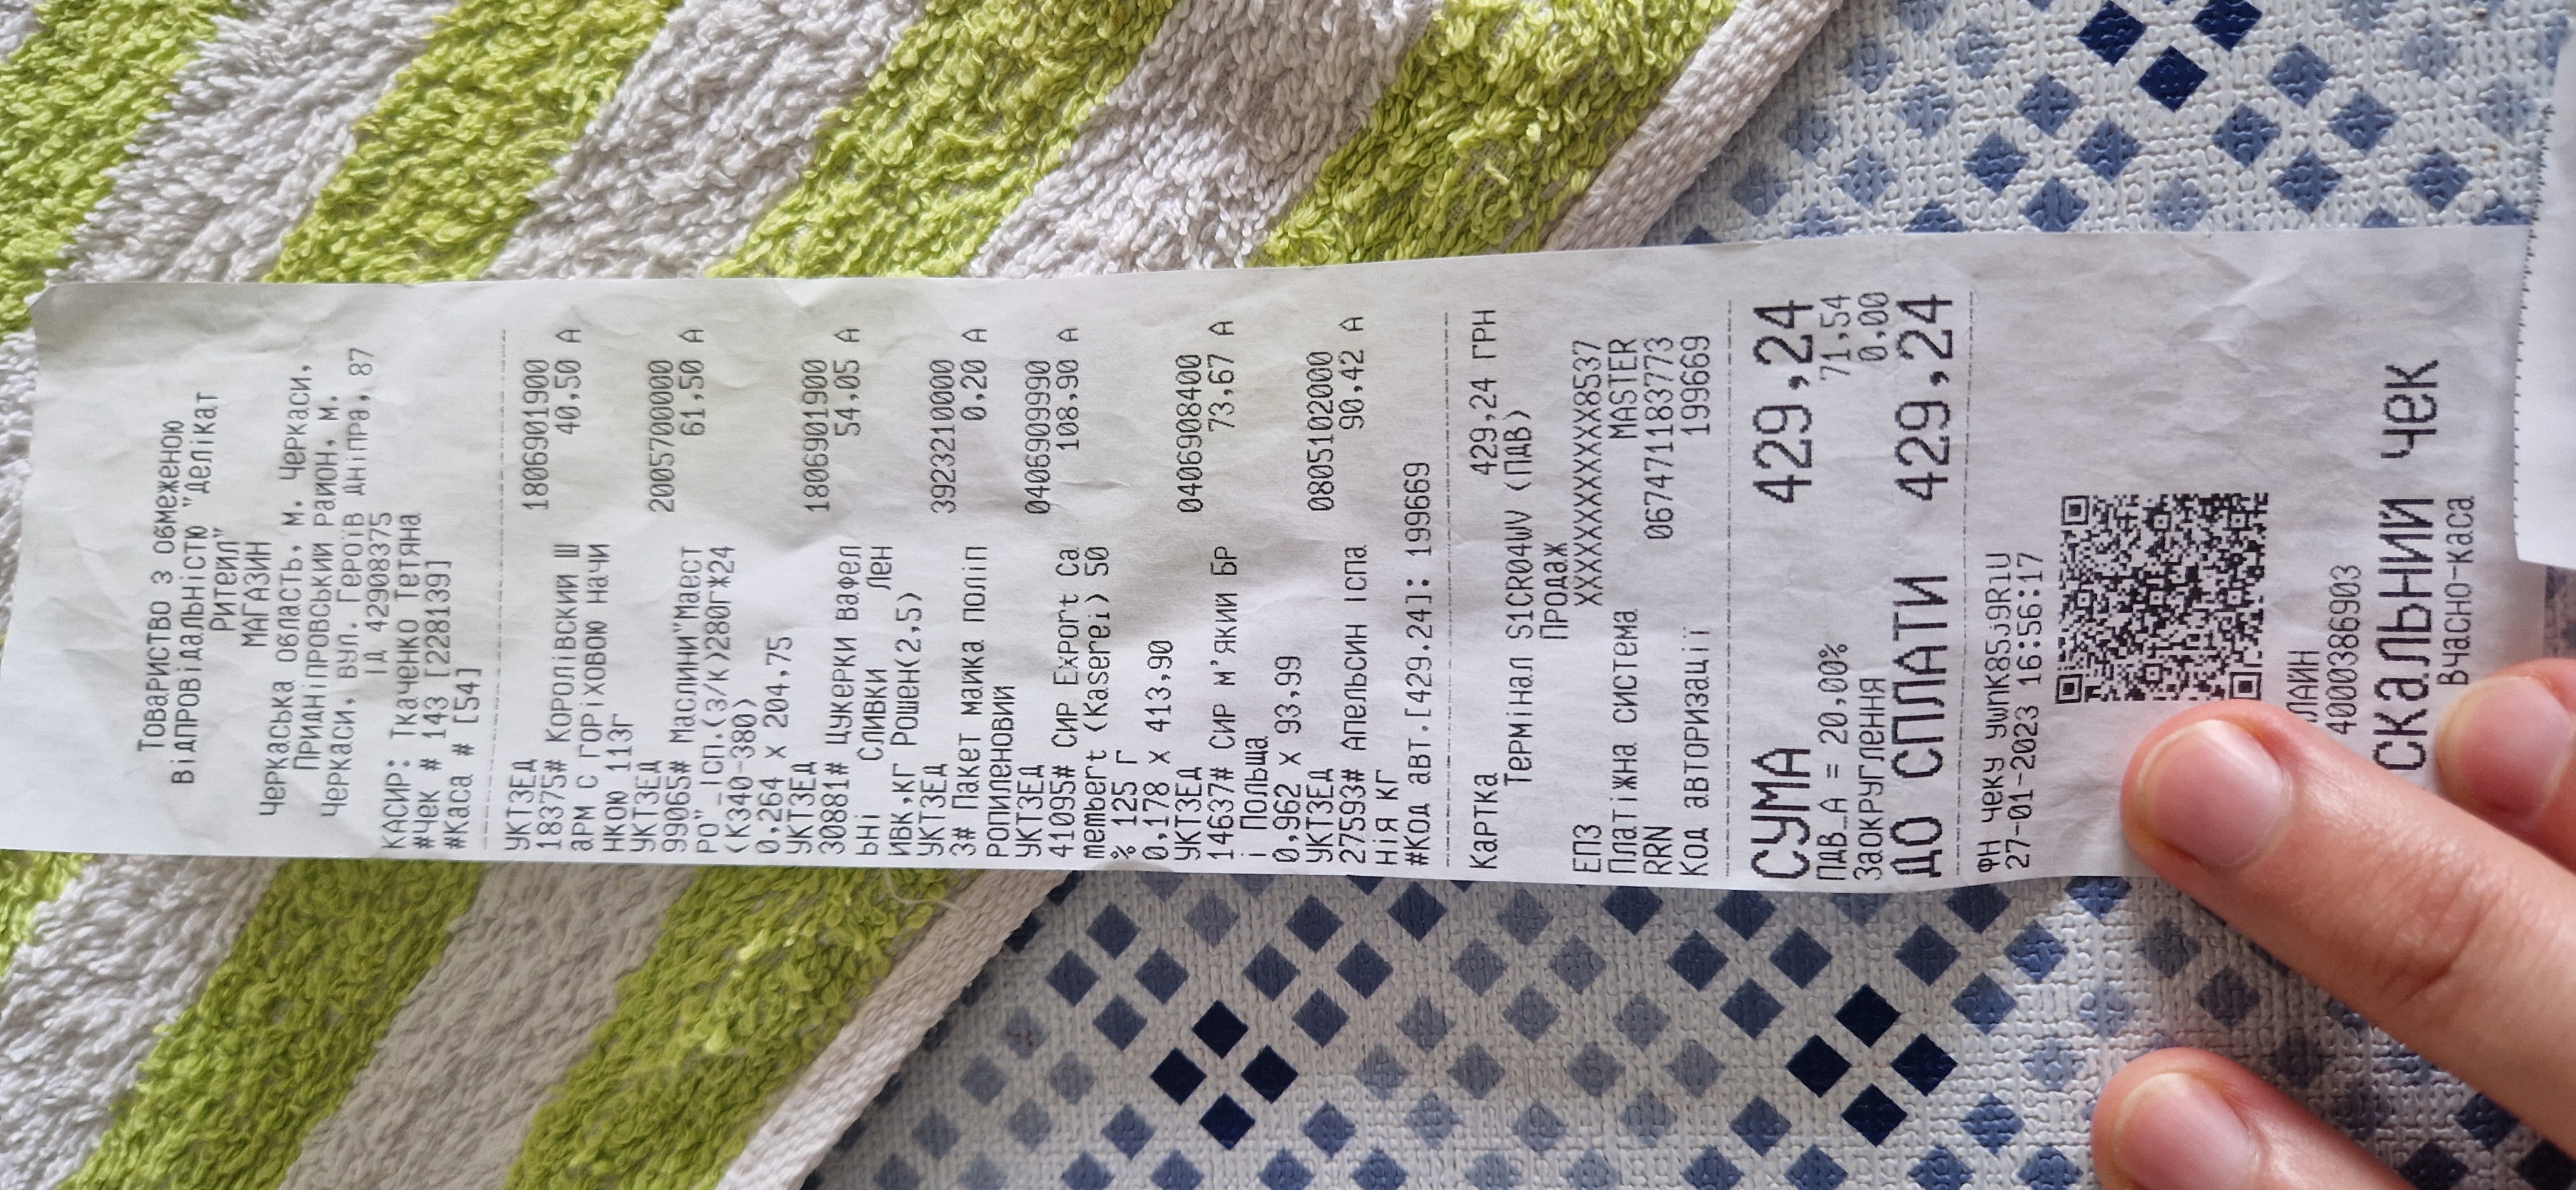 Товариство з обмеженою
відпровідальністю "Делікат
Рітейл"
МАГАЗИН
Черкаська область, м. Черкаси,
Придніпровський район, м.
Черкаси, вул. Героїв Дніпра, 87
ІД 42908375
КАСИР: Ткаченко Тетяна
#Чек # 143 [228139]
#Каса # [54]
УКТЗЕД 1806901900
18375# Королівский Ш 40,50 А
арм с горіховою начи
нкою 113г
УКТЗЕД 2005700000
99065# Маслини"Маест 61,50 А
ро"_Ісп.(З/К)280г*24
(К340-380)
0,264 X 204,75
УКТЗЕД 1806901900
30881# Цукерки вафел 54,05 А
ьні Сливки лен
ивк,кг Рошен(2,5)
УКТЗЕД 3923210000
3# Пакет майка поліп 0,20 А
ропиленовий
УКТЗЕД 0406909990
41095# Сир Export Ca 108,90 А
membert (Kaserei) 50
% 125 г
0,178 X 413,90
УКТЗЕД 0406908400
14637# Сир м'який Бр 73,67 А
і Польща
0,962 X 93,99
УКТЗЕД 0805102000
27593# Апельсин Іспа 90,42 А
нія кг
#Код авт.[429.24]: 199669
Картка 429,24 ГРН
Термінал S1CR04WV (ПДВ)
Продаж
ЕПЗ XXXXXXXXXXXX8537
Платіжна система MASTER
RRN 067471183773
Код авторизації 199669
СУМА 429,24
ПДВ_А = 20,00% 71,54
Заокруглення 0,00
ДО СПЛАТИ 429,24
ФН чеку ywnK85j9RiU
27-01-2023 16:56:17
ЛАЙН
4000386903
СКАЛЬНИЙ ЧЕК
Вчасно-каса